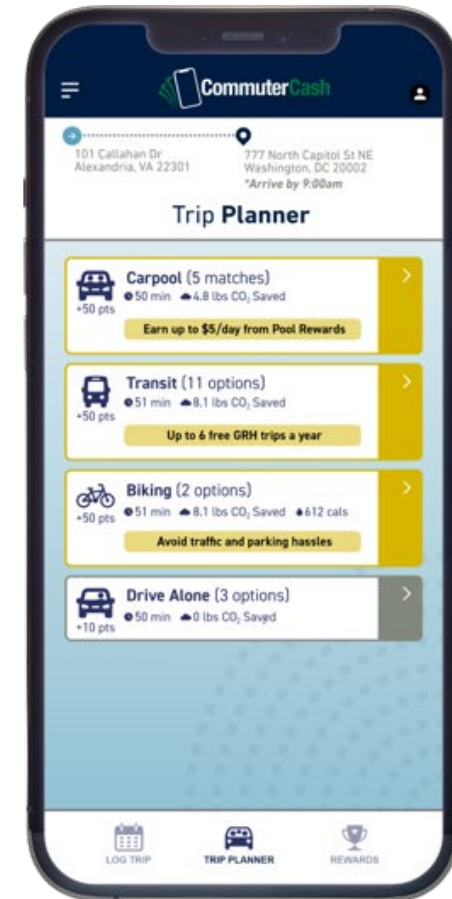 CommuterCash
101 Callahan Dr
Alexandria, VA 22301
777 North Capitol St NE
Washington, DC 20002
*Arrive by 9:00am
Trip Planner
Carpool (5 matches)
50 min 4.8 lbs CO₂ Saved
+50 pts
Earn up to $5/day from Pool Rewards
Transit (11 options)
51 min 8.1 lbs CO₂ Saved
+50 pts
Up to 6 free GRH trips a year
Biking (2 options)
51 min 8.1 lbs CO₂ Saved 612 cals
+50 pts
Avoid traffic and parking hassles
Drive Alone (3 options)
50 min 0 lbs CO₂ Saved
+10 pts
LOG TRIP TRIP PLANNER REWARDS